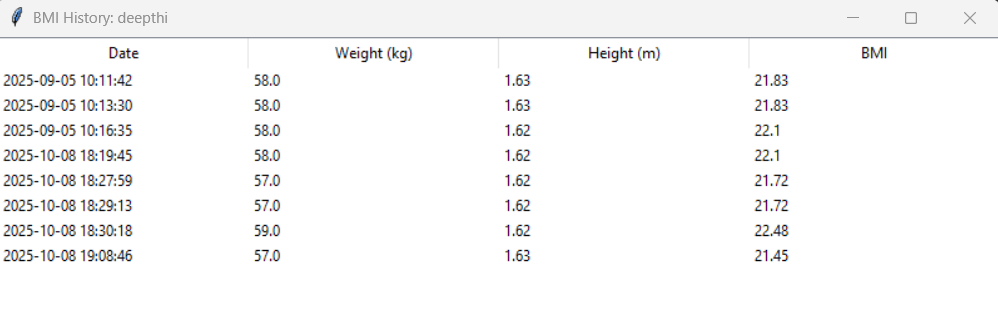 BMI History: deepthi
Date Weight (kg) Height (m) BMI
2025-09-05 10:11:42 58.0 1.63 21.83
2025-09-05 10:13:30 58.0 1.63 21.83
2025-09-05 10:16:35 58.0 1.62 22.1
2025-10-08 18:19:45 58.0 1.62 22.1
2025-10-08 18:27:59 57.0 1.62 21.72
2025-10-08 18:29:13 57.0 1.62 21.72
2025-10-08 18:30:18 59.0 1.62 22.48
2025-10-08 19:08:46 57.0 1.63 21.45